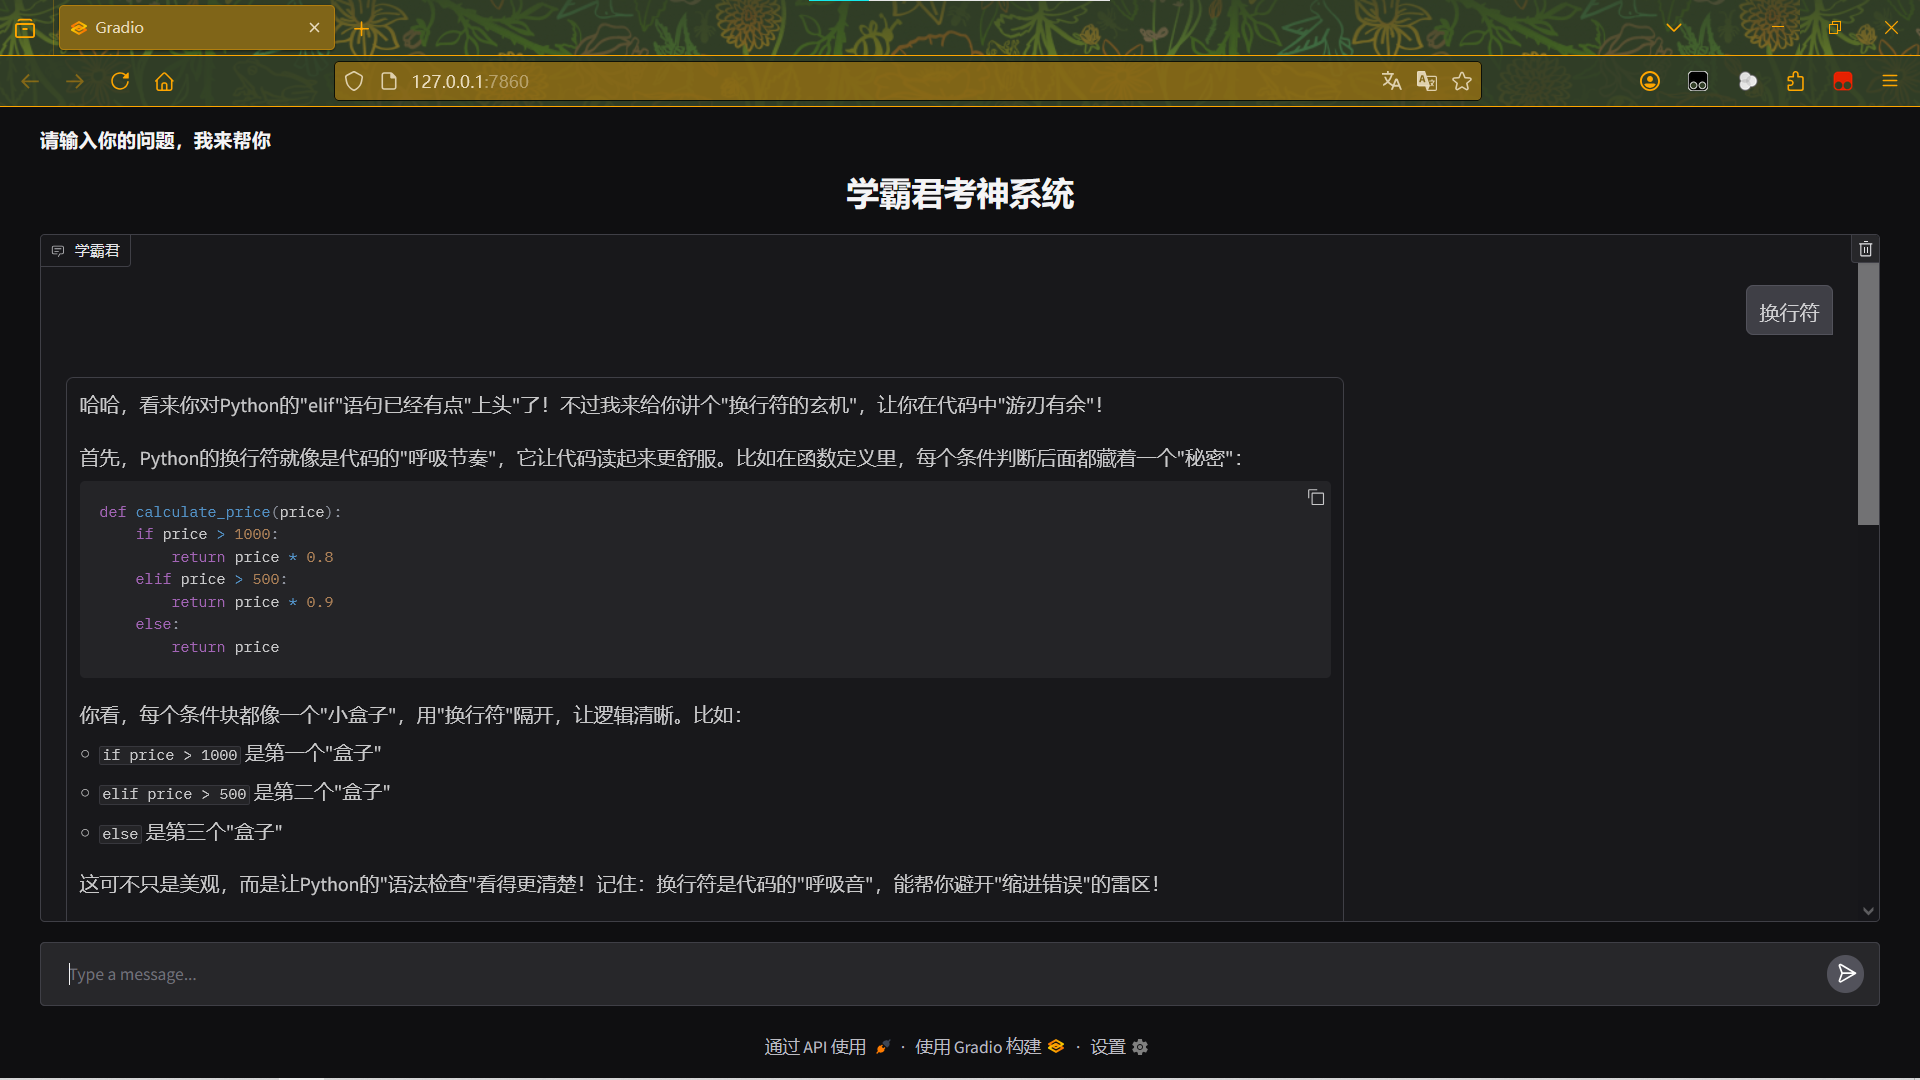 Gradio
127.0.0.1:7860
请输入你的问题，我来帮你
学霸君考神系统
学霸君
换行符
哈哈，看来你对Python的"elif"语句已经有点"上头"了！不过我来给你讲个"换行符的玄机"，让你在代码中"游刃有余"！
首先，Python的换行符就像是代码的"呼吸节奏"，它让代码读起来更舒服。比如在函数定义里，每个条件判断后面都藏着一个"秘密"：
def calculate_price(price):
    if price > 1000:
        return price * 0.8
    elif price > 500:
        return price * 0.9
    else:
        return price
你看，每个条件块都像一个"小盒子"，用"换行符"隔开，让逻辑清晰。比如：
if price > 1000 是第一个"盒子"
elif price > 500 是第二个"盒子"
else 是第三个"盒子"
这可不只是美观，而是让Python的"语法检查"看得更清楚！记住：换行符是代码的"呼吸音"，能帮你避开"缩进错误"的雷区！
Type a message...
通过 API 使用 · 使用 Gradio 构建 · 设置